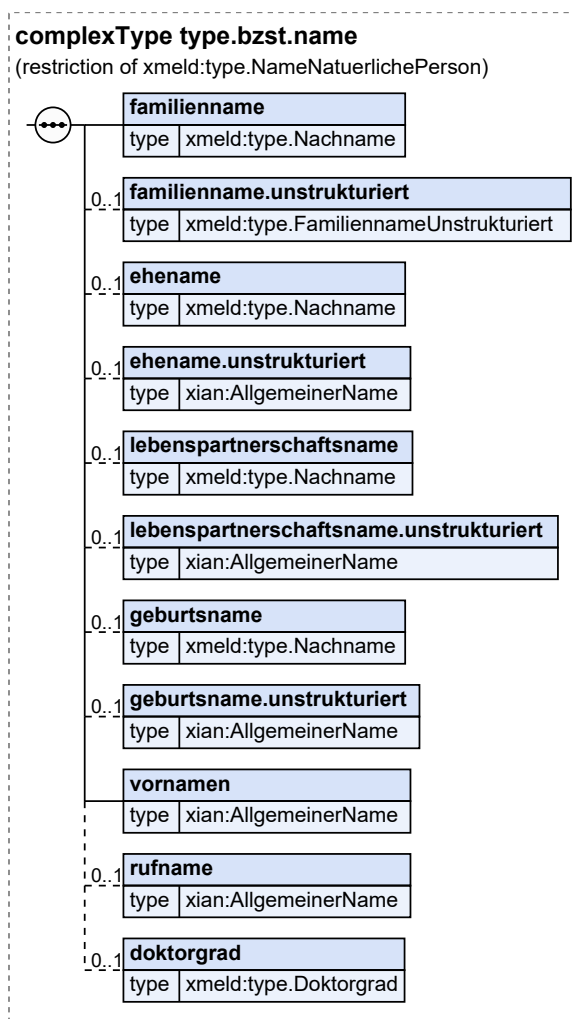 complexType type.bzst.name
(restriction of xmeld:type.NameNatuerlichePerson)
familienname
type xmeld:type.Nachname
0..1 familienname.unstrukturiert
type xmeld:type.FamiliennameUnstrukturiert
0..1 ehename
type xmeld:type.Nachname
0..1 ehename.unstrukturiert
type xian:AllgemeinerName
0..1 lebenspartnerschaftsname
type xmeld:type.Nachname
0..1 lebenspartnerschaftsname.unstrukturiert
type xian:AllgemeinerName
0..1 geburtsname
type xmeld:type.Nachname
0..1 geburtsname.unstrukturiert
type xian:AllgemeinerName
vornamen
type xian:AllgemeinerName
0..1 rufname
type xian:AllgemeinerName
0..1 doktorgrad
type xmeld:type.Doktorgrad